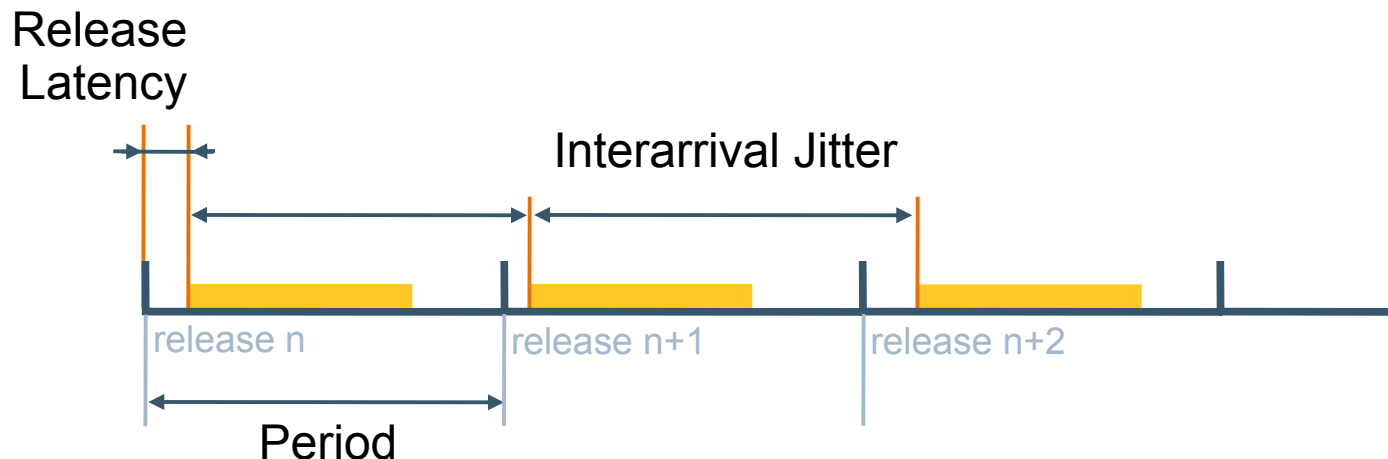 Release
Latency
Interarrival Jitter
release n
release n+1
release n+2
Period